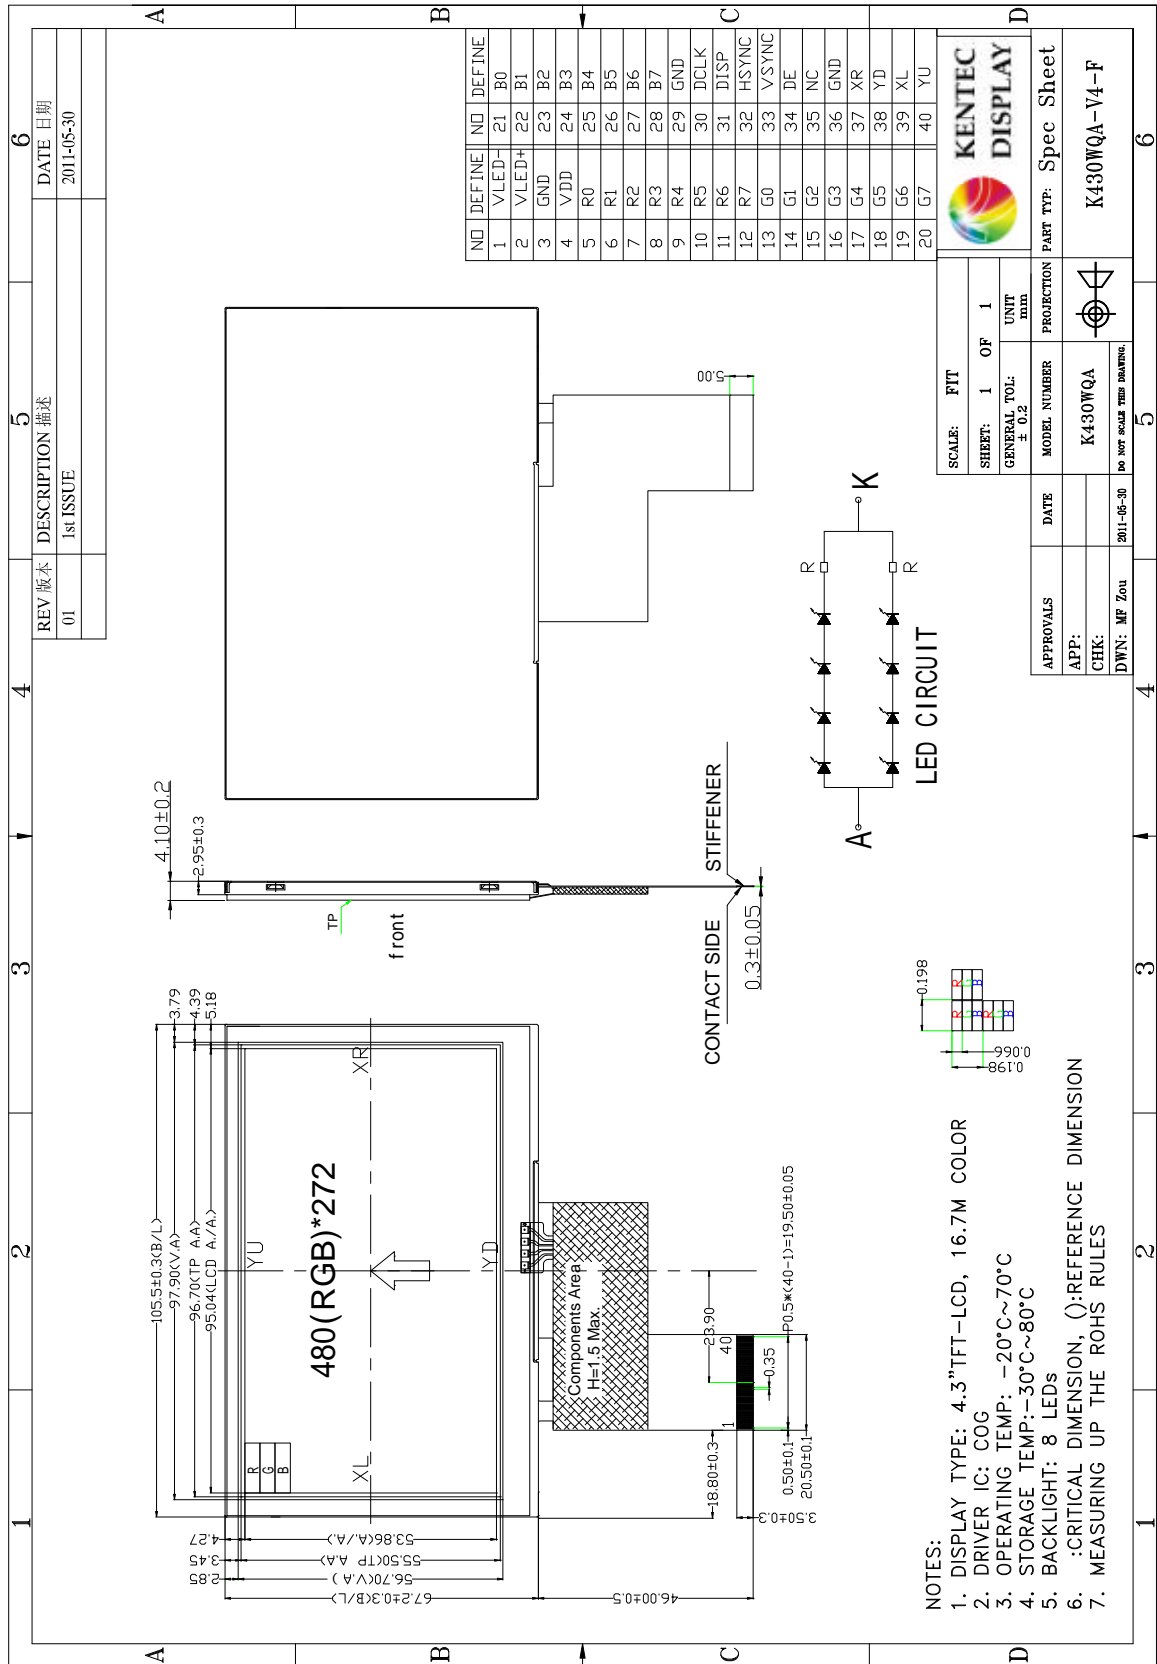 1 2 3 4 5 6
A
B
C
D
REV 版本 DESCRIPTION 描述 DATE 日期
01 1st ISSUE 2011-05-30
105.5±0.3(B/L)
97.90(V.A)
96.70(TP A.A)
95.04(LCD A./A.)
3.79
4.39
5.18
67.2±0.3(B/L)
56.70(V.A)
55.50(TP A.A)
53.86(A/A)
2.85
3.45
4.27
R
G
B
YU
XL
XR
YD
480(RGB)*272
Components Area
H=1.5 Max.
46.00±0.5
3.50±0.3
18.80±0.3
23.90
1
40
0.35
0.50±0.1
P0.5*(40-1)=19.50±0.05
20.50±0.1
4.10±0.2
2.95±0.3
TP
front
CONTACT SIDE
STIFFENER
0.3±0.05
5.00
A
K
R
R
LED CIRCUIT
0.198
0.066
0.198
R G B
R G B
R G B
NO DEFINE NO DEFINE
1 VLED- 21 B0
2 VLED+ 22 B1
3 GND 23 B2
4 VDD 24 B3
5 R0 25 B4
6 R1 26 B5
7 R2 27 B6
8 R3 28 B7
9 R4 29 GND
10 R5 30 DCLK
11 R6 31 DISP
12 R7 32 HSYNC
13 G0 33 VSYNC
14 G1 34 DE
15 G2 35 NC
16 G3 36 GND
17 G4 37 XR
18 G5 38 YD
19 G6 39 XL
20 G7 40 YU
NOTES:
1. DISPLAY TYPE: 4.3”TFT-LCD, 16.7M COLOR
2. DRIVER IC: COG
3. OPERATING TEMP: -20°C~70°C
4. STORAGE TEMP:-30°C~80°C
5. BACKLIGHT: 8 LEDs
6. :CRITICAL DIMENSION, ():REFERENCE DIMENSION
7. MEASURING UP THE ROHS RULES
SCALE: FIT
SHEET: 1 OF 1
GENERAL TOL: ± 0.2
UNIT mm
KENTEC
DISPLAY
APPROVALS DATE MODEL NUMBER PROJECTION PART TYP: Spec Sheet
APP:
CHK:
K430WQA
K430WQA-V4-F
DWN: MF Zou 2011-05-30 DO NOT SCALE THIS DRAWING.
1 2 3 4 5 6
A
B
C
D